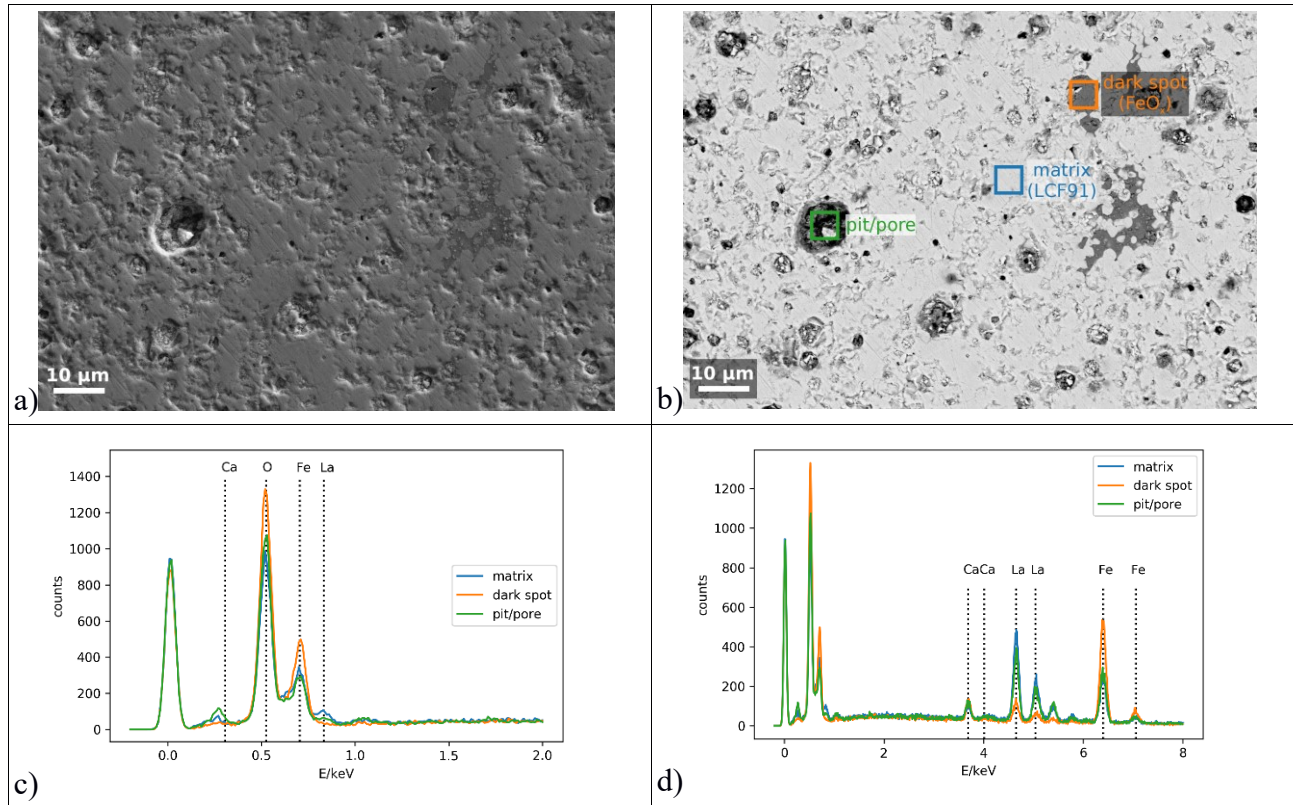 10 µm
a)
dark spot
(FeOx)
matrix
(LCF91)
pit/pore
10 µm
b)
Ca O Fe La
1400
1200
1000
800
600
400
200
0
counts
matrix
dark spot
pit/pore
0.0 0.5 1.0 1.5 2.0
E/keV
c)
matrix
dark spot
pit/pore
1200
1000
800
600
400
200
0
counts
Ca Ca La La Fe Fe
0 2 4 6 8
E/keV
d)